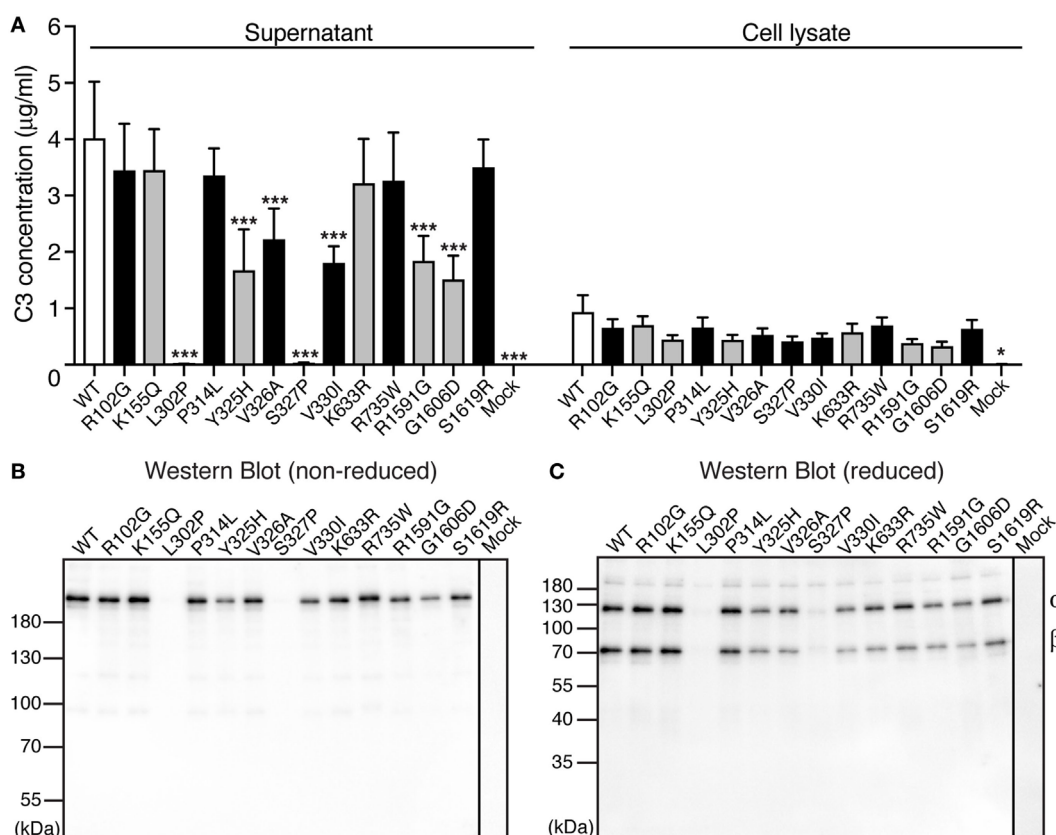 A
Supernatant
Cell lysate
C3 concentration (μg/ml)
6
5
4
3
2
1
0
***
***
***
***
***
***
***
***
*
WT
R102G
K155Q
L302P
P314L
Y325H
V326A
S327P
V330I
K633R
R735W
R1591G
G1606D
S1619R
Mock
WT
R102G
K155Q
L302P
P314L
Y325H
V326A
S327P
V330I
K633R
R735W
R1591G
G1606D
S1619R
Mock
B
Western Blot (non-reduced)
WT
R102G
K155Q
L302P
P314L
Y325H
V326A
S327P
V330I
K633R
R735W
R1591G
G1606D
S1619R
Mock
180
130
100
70
55
(kDa)
C
Western Blot (reduced)
WT
R102G
K155Q
L302P
P314L
Y325H
V326A
S327P
V330I
K633R
R735W
R1591G
G1606D
S1619R
Mock
180
130
100
70
55
40
35
(kDa)
α
β